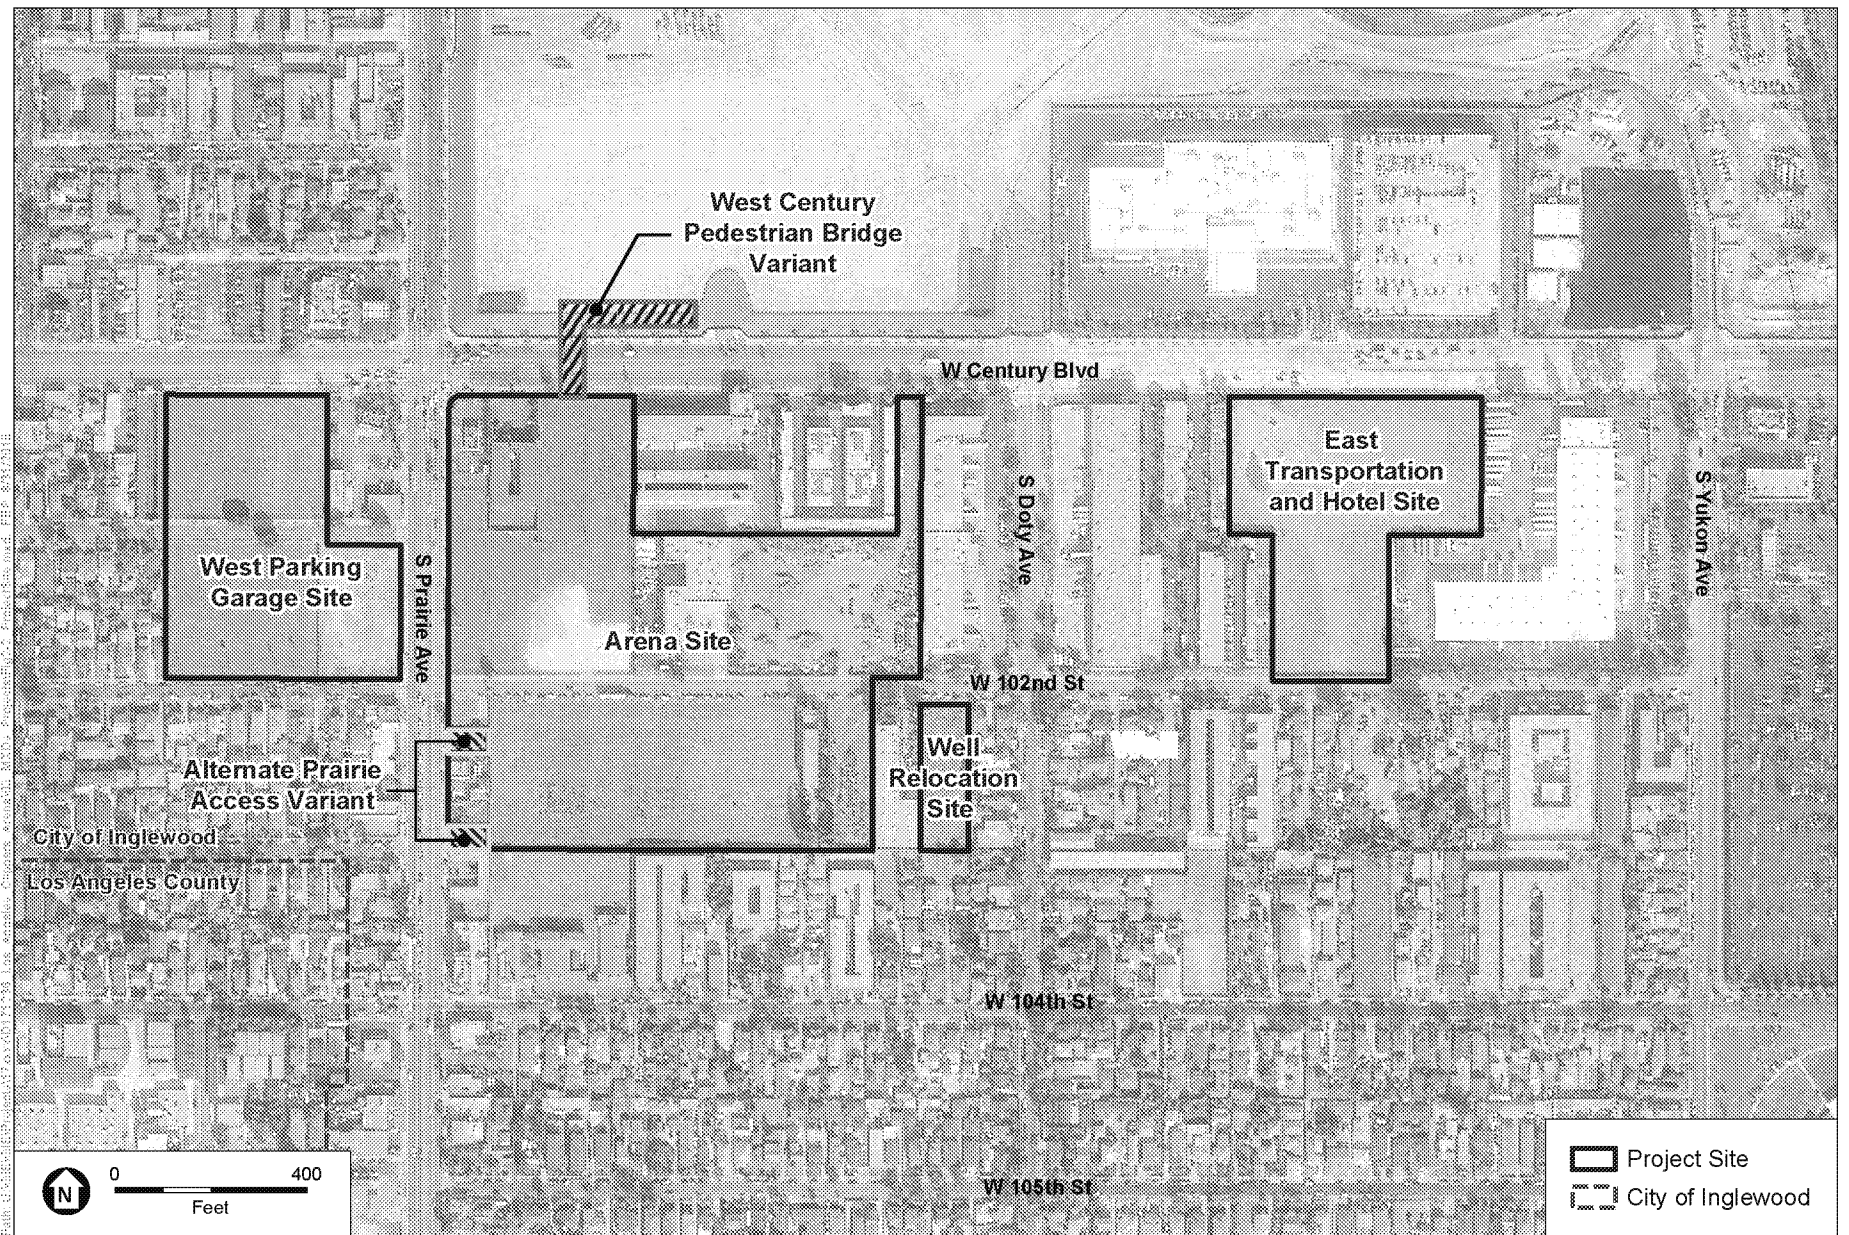 West Century
Pedestrian Bridge
Variant
W Century Blvd
East
Transportation
and Hotel Site
S Doty Ave
S Yukon Ave
West Parking
Garage Site
S Prairie Ave
Arena Site
W 102nd St
Well
Relocation
Site
Alternate Prairie
Access Variant
City of Inglewood
Los Angeles County
W 104th St
W 105th St
N
0 400
Feet
Project Site
City of Inglewood